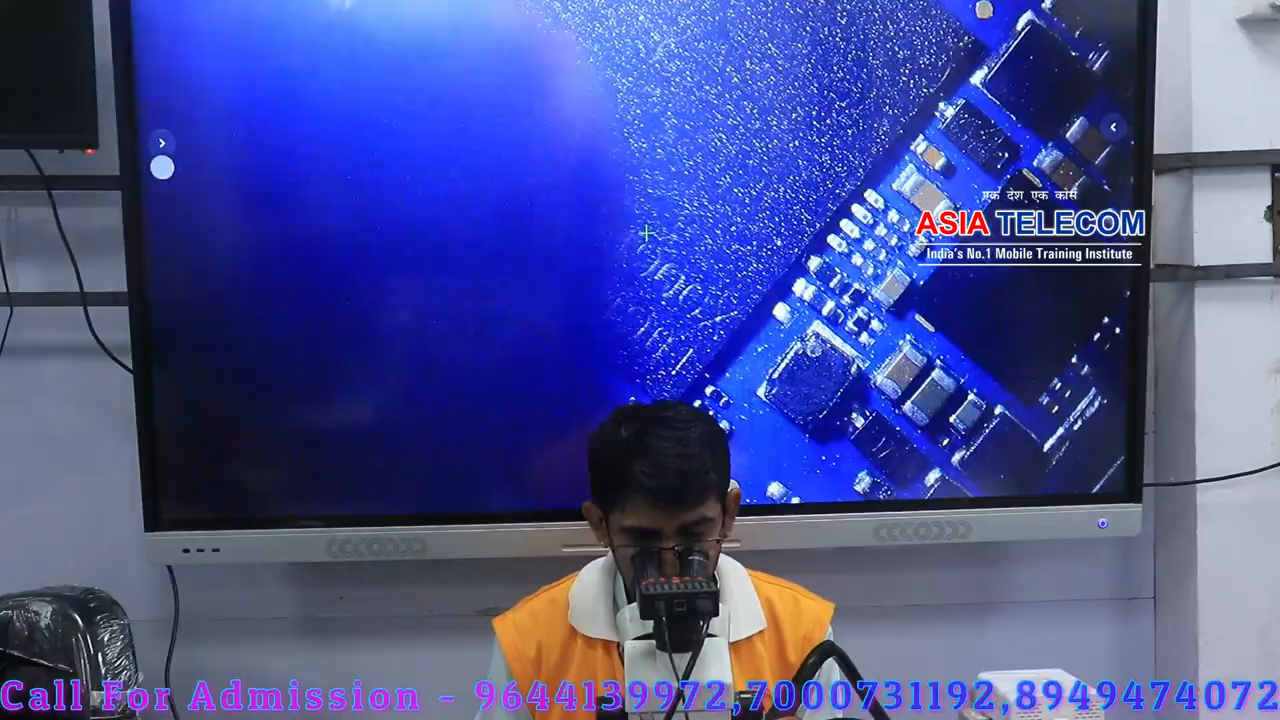 एक देश एक कोर्स
ASIA TELECOM
India's No.1 Mobile Training Institute
Call For Admission - 9644139972,7000731192,8949474072